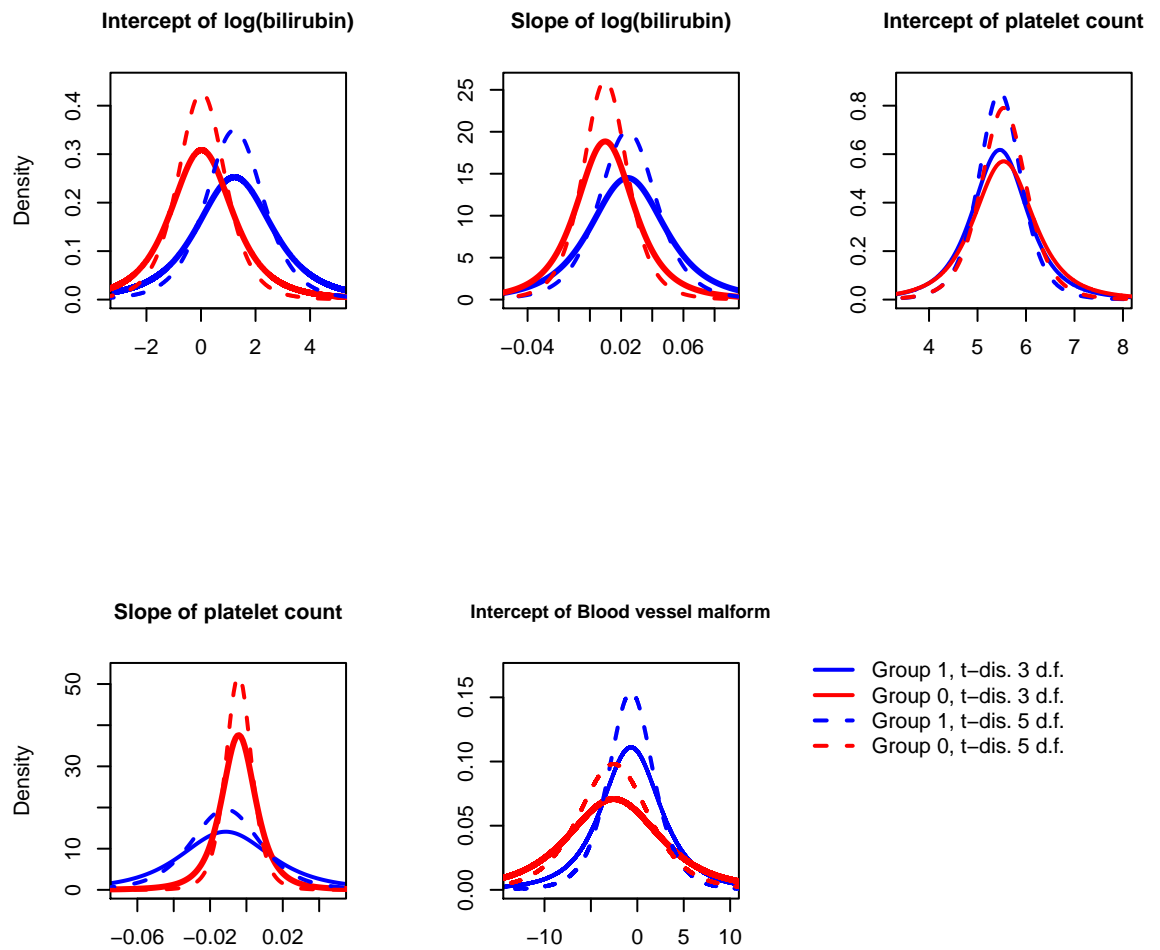 Intercept of log(bilirubin)
Slope of log(bilirubin)
Intercept of platelet count
Density
0.0 0.1 0.2 0.3 0.4
−2 0 2 4
0 5 10 15 20 25
−0.04 0.02 0.06
0.0 0.2 0.4 0.6 0.8
4 5 6 7 8
Slope of platelet count
Intercept of Blood vessel malform
Density
0 10 30 50
−0.06 −0.02 0.02
0.00 0.05 0.10 0.15
−10 0 5 10
Group 1, t−dis. 3 d.f.
Group 0, t−dis. 3 d.f.
Group 1, t−dis. 5 d.f.
Group 0, t−dis. 5 d.f.